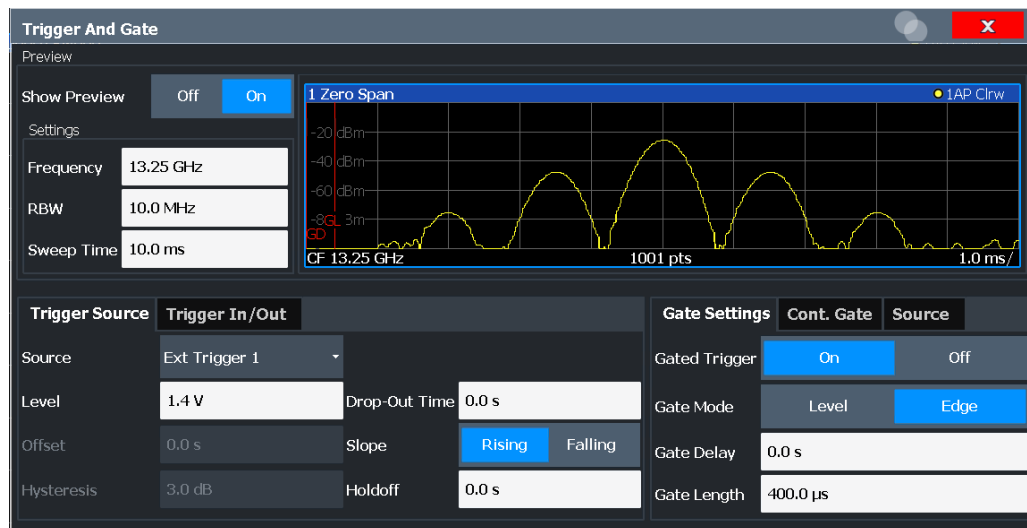 Trigger And Gate
X
Preview
Show Preview Off On
Settings
Frequency 13.25 GHz
RBW 10.0 MHz
Sweep Time 10.0 ms
1 Zero Span 1AP Clrw
-20 dBm
-40 dBm
-60 dBm
GL
GD
CF 13.25 GHz 1001 pts 1.0 ms/
Trigger Source Trigger In/Out
Source Ext Trigger 1
Level 1.4 V Drop-Out Time 0.0 s
Offset 0.0 s Slope Rising Falling
Hysteresis 3.0 dB Holdoff 0.0 s
Gate Settings Cont. Gate Source
Gated Trigger On Off
Gate Mode Level Edge
Gate Delay 0.0 s
Gate Length 400.0 µs